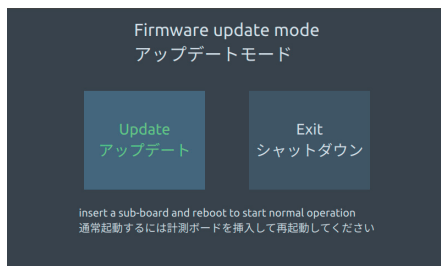 Firmware update mode
アップデートモード
Update
アップデート
Exit
シャットダウン
insert a sub-board and reboot to start normal operation
通常起動するには計測ボードを挿入して再起動してください